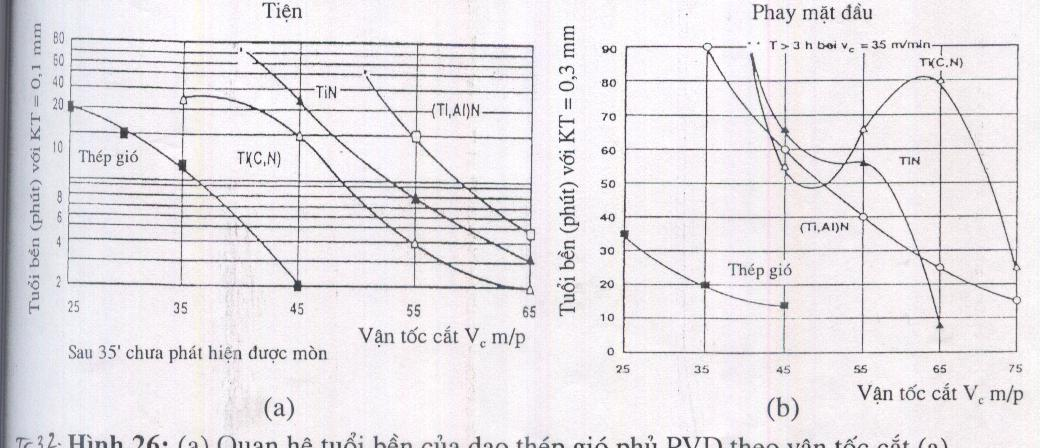 Tiện
Tuổi bền (phút) với KT = 0,1 mm
80
60
40
30
20
10
8
6
4
2
TiN
(Ti,Al)N
Thép gió
Ti(C,N)
25 35 45 55 65
Vận tốc cắt Vc m/p
Sau 35' chưa phát hiện được mòn
(a)
Phay mặt đầu
Tuổi bền (phút) với KT = 0,3 mm
90
80
70
60
50
40
30
20
10
0
T > 3 h bei vc = 35 m/min
Ti(C,N)
TiN
(Ti,Al)N
Thép gió
25 35 45 55 65 75
Vận tốc cắt Vc m/p
(b)
Hình 26: (a) Quan hệ tuổi bền của dao thép gió phủ PVD theo vận tốc cắt (a)